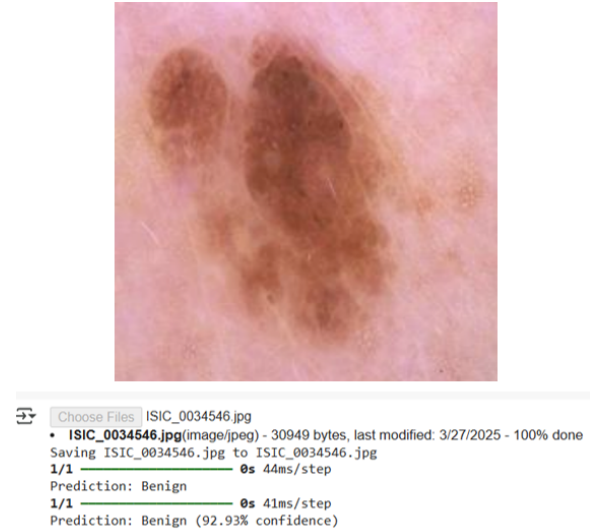 Choose Files ISIC_0034546.jpg
• ISIC_0034546.jpg(image/jpeg) - 30949 bytes, last modified: 3/27/2025 - 100% done
Saving ISIC_0034546.jpg to ISIC_0034546.jpg
1/1 ━━━━━━━━━━━━━━━━━━━━ 0s 44ms/step
Prediction: Benign
1/1 ━━━━━━━━━━━━━━━━━━━━ 0s 41ms/step
Prediction: Benign (92.93% confidence)